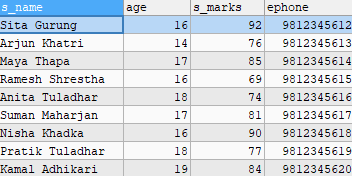 s_name age s_marks ephone
Sita Gurung 16 92 9812345612
Arjun Khatri 14 76 9812345613
Maya Thapa 17 85 9812345614
Ramesh Shrestha 16 69 9812345615
Anita Tuladhar 18 74 9812345616
Suman Maharjan 17 81 9812345617
Nisha Khadka 16 90 9812345618
Pratik Tuladhar 18 77 9812345619
Kamal Adhikari 19 84 9812345620